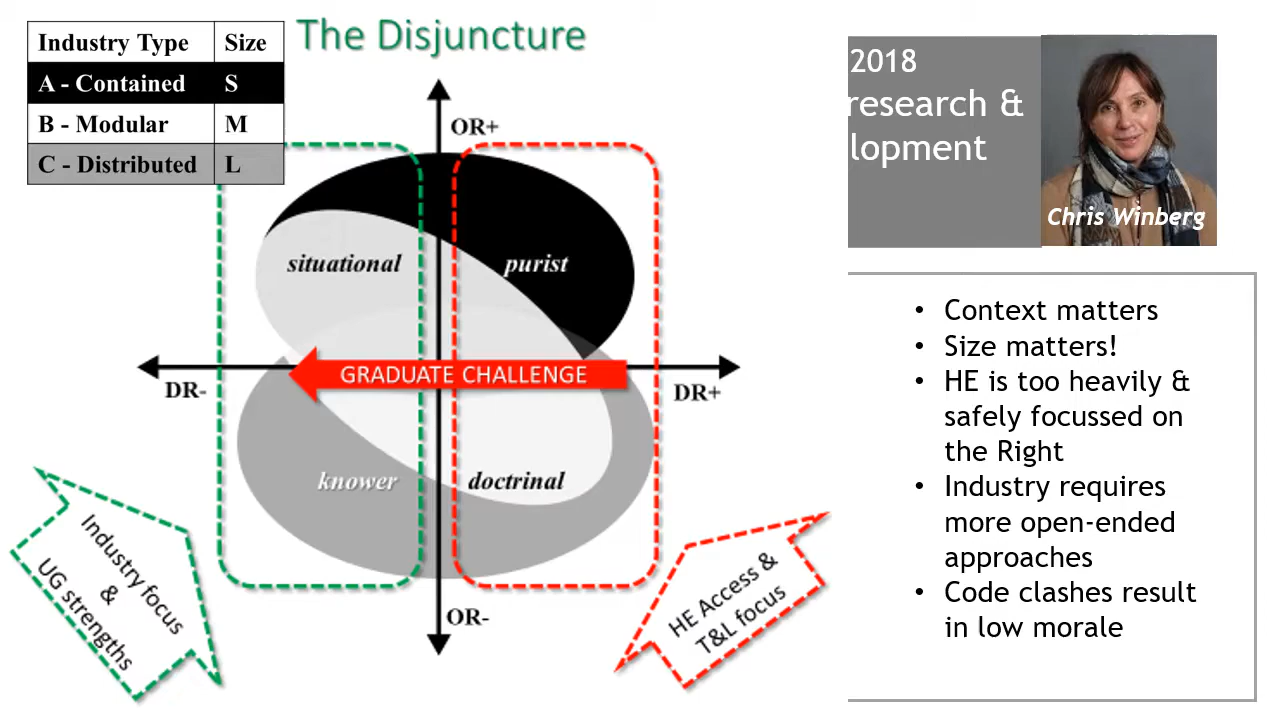 The Disjuncture
Industry Type Size
A - Contained S
B - Modular M
C - Distributed L
OR+
situational
purist
GRADUATE CHALLENGE
DR-
DR+
knower
doctrinal
OR-
Industry focus
&
UG strengths
HE Access &
T&L focus
2018
research &
lopment
Chris Winberg
• Context matters
• Size matters!
• HE is too heavily &
safely focussed on
the Right
• Industry requires
more open-ended
approaches
• Code clashes result
in low morale